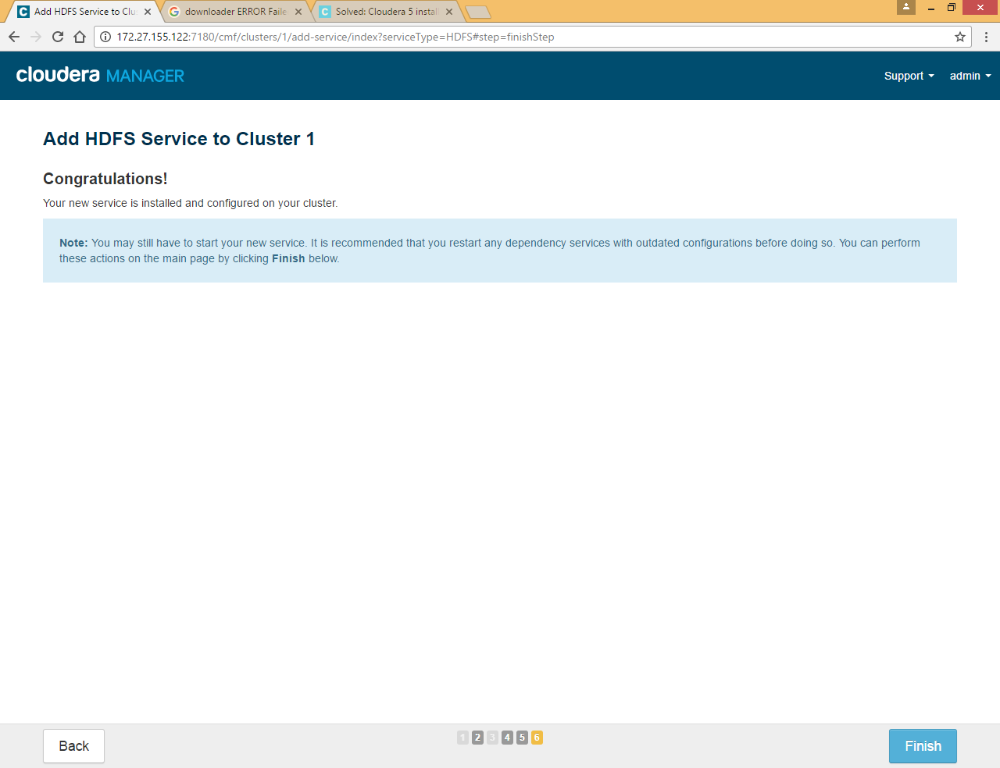 Add HDFS Service to Clu
downloader ERROR Faile
Solved: Cloudera 5 instal
172.27.155.122:7180/cmf/clusters/1/add-service/index?serviceType=HDFS#step=finishStep
cloudera MANAGER
Support
admin
Add HDFS Service to Cluster 1
Congratulations!
Your new service is installed and configured on your cluster.
Note: You may still have to start your new service. It is recommended that you restart any dependency services with outdated configurations before doing so. You can perform
these actions on the main page by clicking Finish below.
Back
1 2 3 4 5 6
Finish